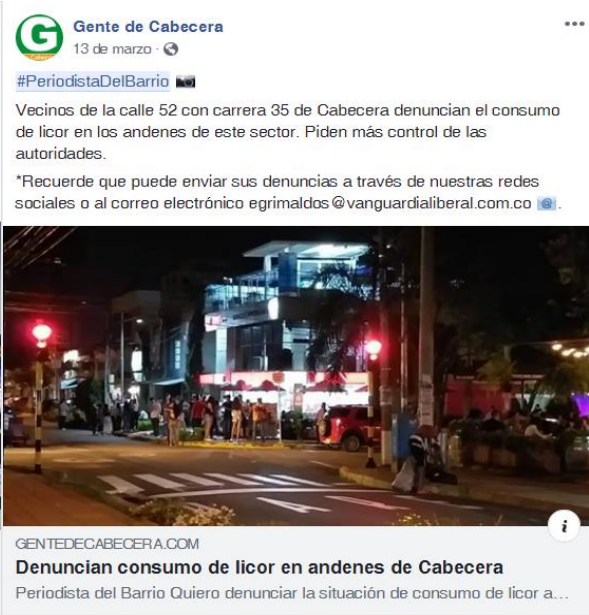 G
Gente de Cabecera
13 de marzo ·
#PeriodistaDelBarrio
Vecinos de la calle 52 con carrera 35 de Cabecera denuncian el consumo
de licor en los andenes de este sector. Piden más control de las
autoridades.
*Recuerde que puede enviar sus denuncias a través de nuestras redes
sociales o al correo electrónico egrimaldos@vanguardialiberal.com.co @.
i
GENTEDECABECERA.COM
Denuncian consumo de licor en andenes de Cabecera
Periodista del Barrio Quiero denunciar la situación de consumo de licor a...